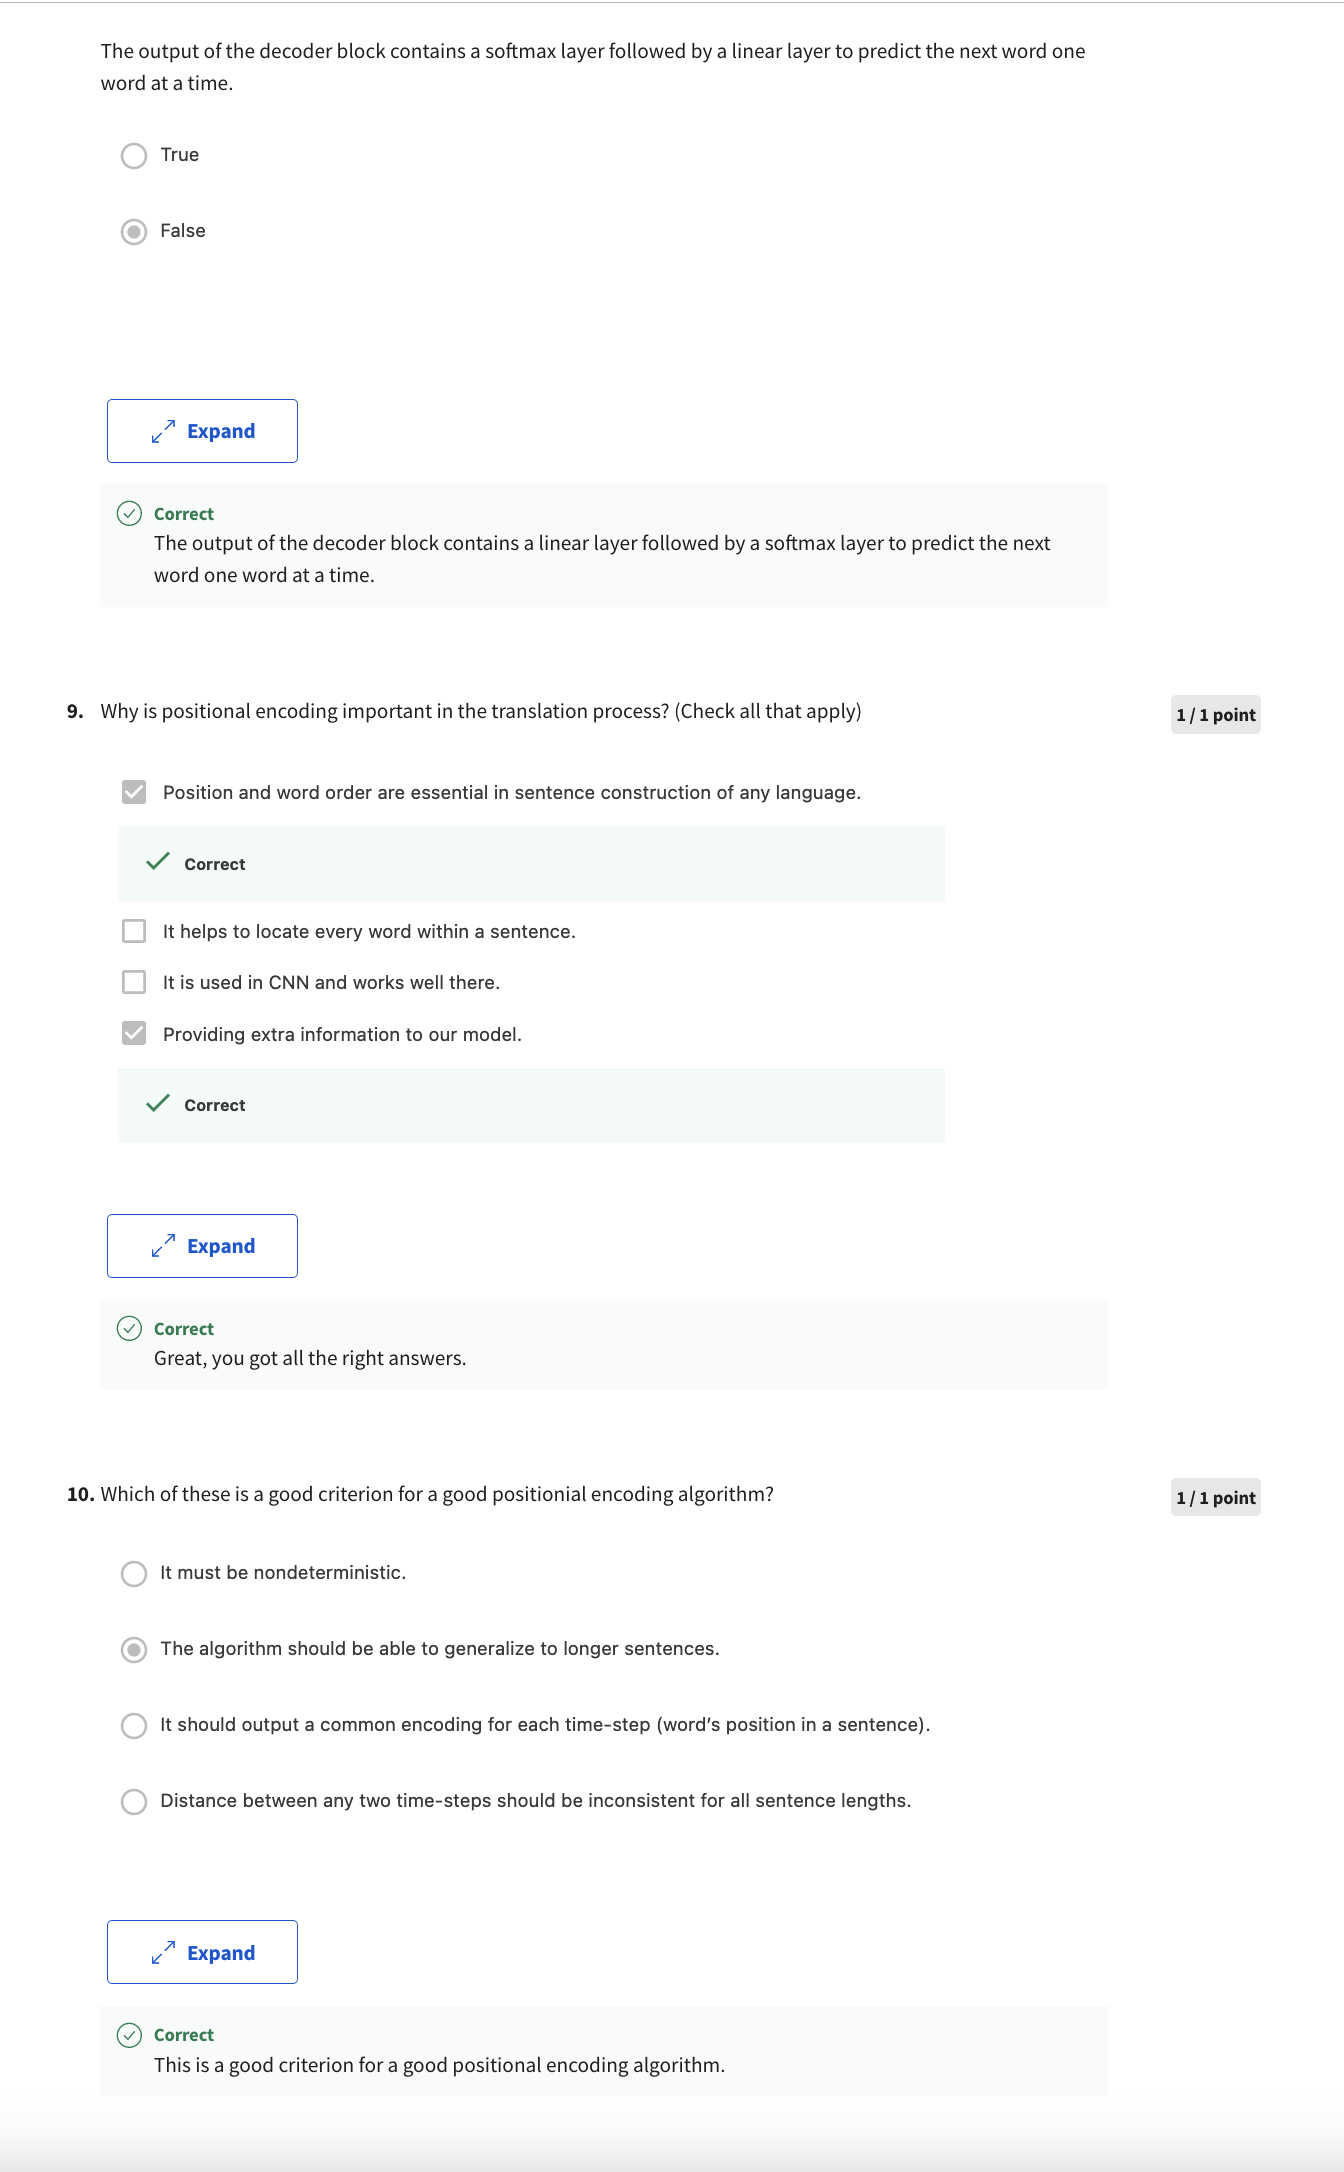 The output of the decoder block contains a softmax layer followed by a linear layer to predict the next word one
word at a time.
True
False
Expand
Correct
The output of the decoder block contains a linear layer followed by a softmax layer to predict the next
word one word at a time.
9. Why is positional encoding important in the translation process? (Check all that apply)
1 / 1 point
Position and word order are essential in sentence construction of any language.
Correct
It helps to locate every word within a sentence.
It is used in CNN and works well there.
Providing extra information to our model.
Correct
Expand
Correct
Great, you got all the right answers.
10. Which of these is a good criterion for a good positionial encoding algorithm?
1 / 1 point
It must be nondeterministic.
The algorithm should be able to generalize to longer sentences.
It should output a common encoding for each time-step (word's position in a sentence).
Distance between any two time-steps should be inconsistent for all sentence lengths.
Expand
Correct
This is a good criterion for a good positional encoding algorithm.